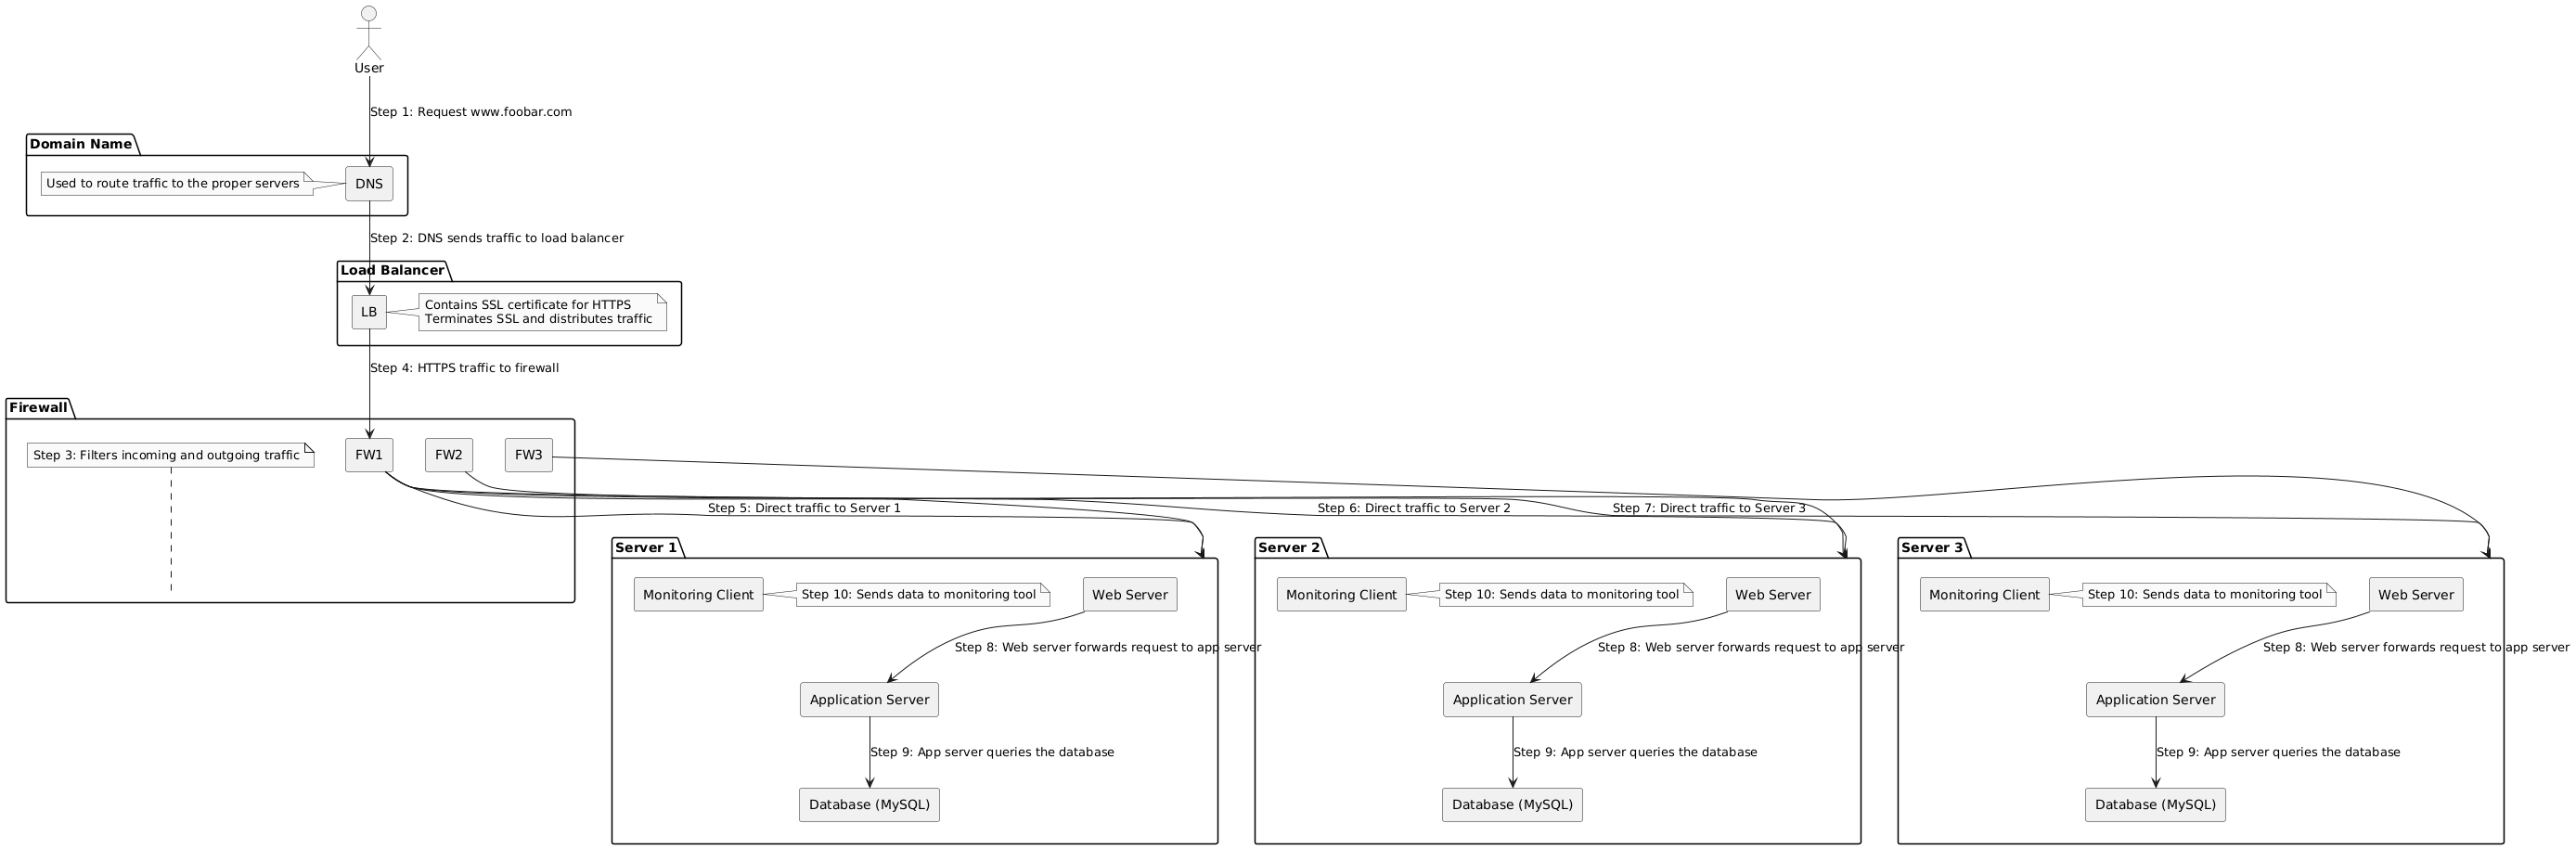 User
Step 1: Request www.foobar.com
Domain Name
Used to route traffic to the proper servers
DNS
Step 2: DNS sends traffic to load balancer
Load Balancer
LB
Contains SSL certificate for HTTPS
Terminates SSL and distributes traffic
Step 4: HTTPS traffic to firewall
Firewall
Step 3: Filters incoming and outgoing traffic
FW1
FW2
FW3
Step 5: Direct traffic to Server 1
Step 6: Direct traffic to Server 2
Step 7: Direct traffic to Server 3
Server 1
Monitoring Client
Step 10: Sends data to monitoring tool
Web Server
Step 8: Web server forwards request to app server
Application Server
Step 9: App server queries the database
Database (MySQL)
Server 2
Monitoring Client
Step 10: Sends data to monitoring tool
Web Server
Step 8: Web server forwards request to app server
Application Server
Step 9: App server queries the database
Database (MySQL)
Server 3
Monitoring Client
Step 10: Sends data to monitoring tool
Web Server
Step 8: Web server forwards request to app server
Application Server
Step 9: App server queries the database
Database (MySQL)